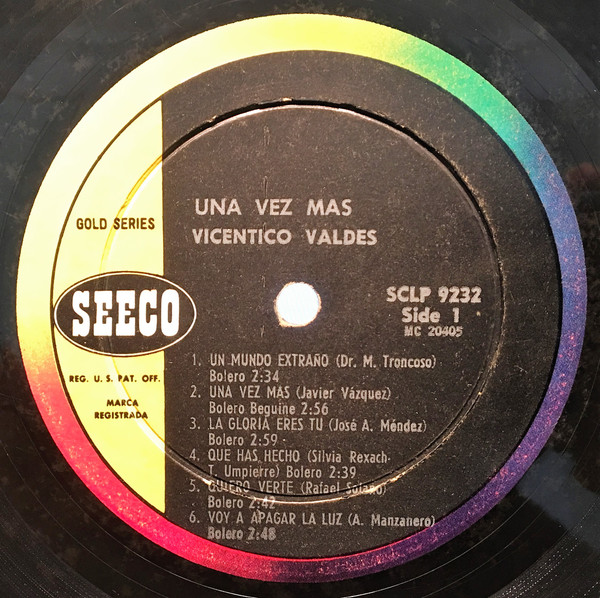 UNA VEZ MAS
VICENTICO VALDES
GOLD SERIES
SEECO
REG. U. S. PAT. OFF.
MARCA
REGISTRADA
SCLP 9232
Side 1
MC 20405
1. UN MUNDO EXTRAÑO (Dr. M. Troncoso)
Bolero 2:34
2. UNA VEZ MAS (Javier Vázquez)
Bolero Beguine 2:56
3. LA GLORIA ERES TU (José A. Méndez)
Bolero 2:59
4. QUE HAS HECHO (Silvia Rexach-
T. Umpierre) Bolero 2:39
5. QUIERO VERTE (Rafael Solano)
Bolero 2:42
6. VOY A APAGAR LA LUZ (A. Manzanero)
Bolero 2:48